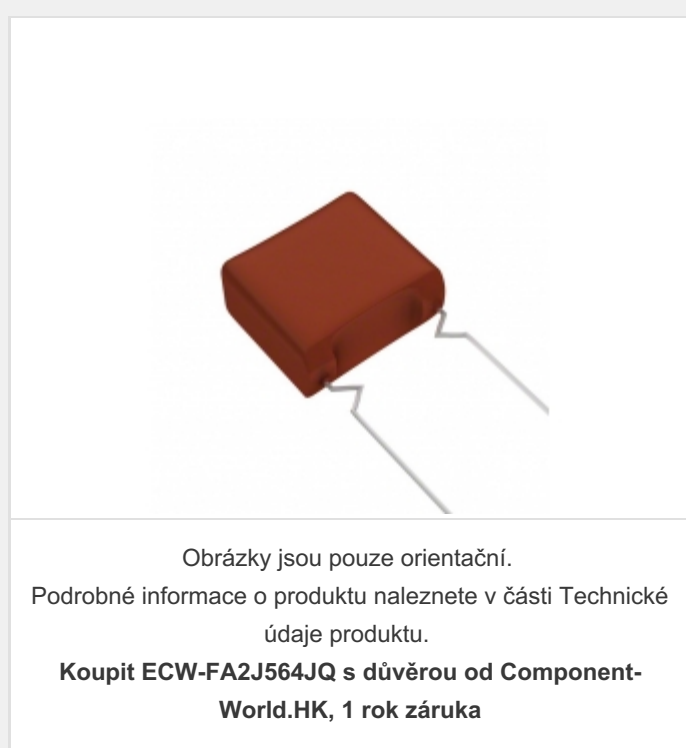 Obrázky jsou pouze orientační.
Podrobné informace o produktu naleznete v části Technické
údaje produktu.
Koupit ECW-FA2J564JQ s důvěrou od Component-
World.HK, 1 rok záruka